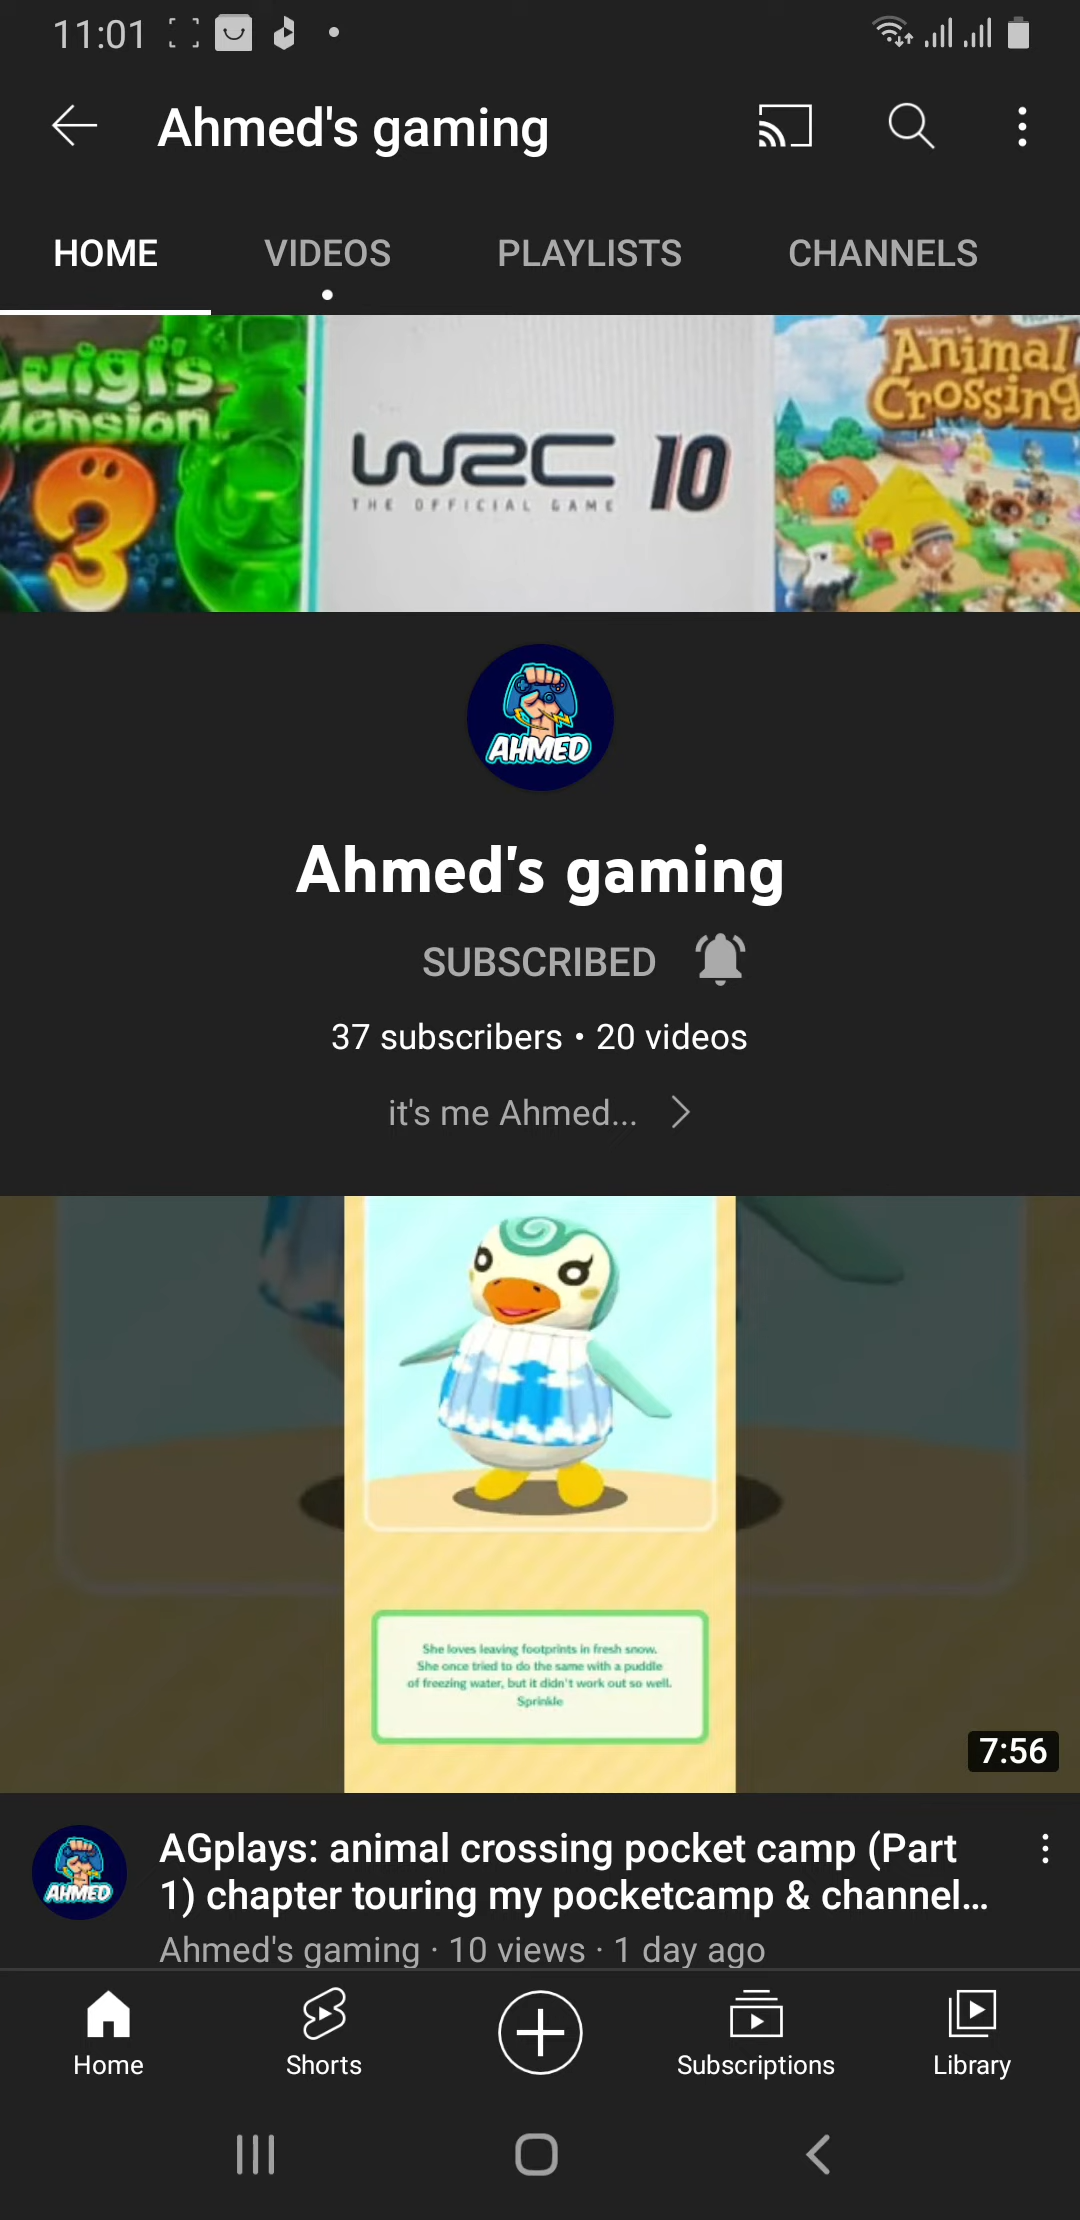 11:01
Ahmed's gaming
HOME VIDEOS PLAYLISTS CHANNELS
Luigi's
Mansion
3
WRC 10
THE OFFICIAL GAME
Animal
Crossing
AHMED
Ahmed's gaming
SUBSCRIBED
37 subscribers • 20 videos
it's me Ahmed...
She loves leaving footprints in fresh snow.
She once tried to do the same with a puddle
of freezing water, but it didn't work out so well.
Sprinkle
7:56
AHMED
AGplays: animal crossing pocket camp (Part
1) chapter touring my pocketcamp & channel...
Ahmed's gaming · 10 views · 1 day ago
Home Shorts Subscriptions Library